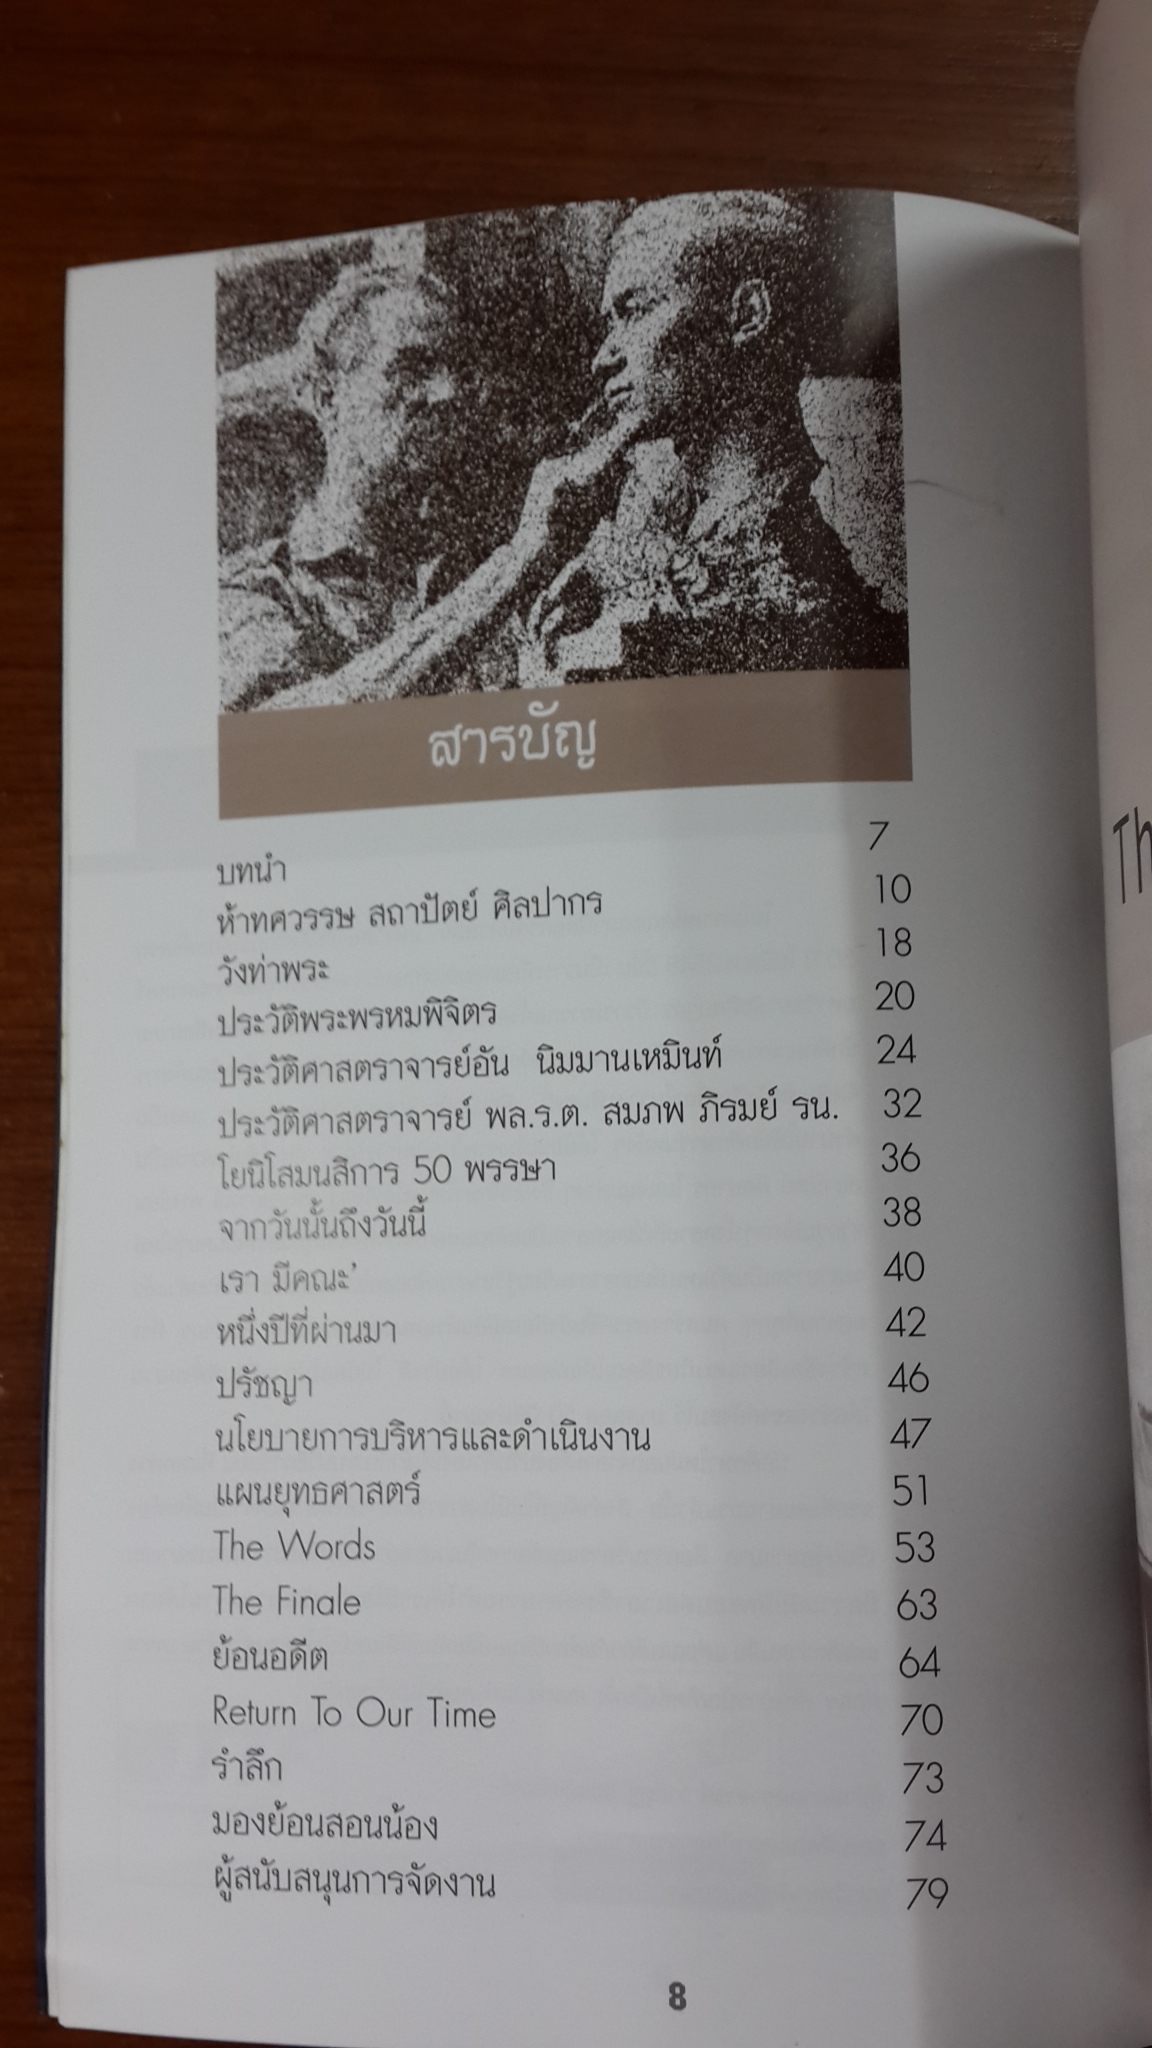 สารบัญ
บทนำ 7
ห้าทศวรรษ สถาปัตย์ ศิลปากร 10
วังท่าพระ 18
ประวัติพระพรหมพิจิตร 20
ประวัติศาสตราจารย์อัน นิมมานเหมินท์ 24
ประวัติศาสตราจารย์ พล.ร.ต. สมภพ ภิรมย์ รน. 32
โยนิโสมนสิการ 50 พรรษา 36
จากวันนั้นถึงวันนี้ 38
เรา มีคณะ' 40
หนึ่งปีที่ผ่านมา 42
ปรัชญา 46
นโยบายการบริหารและดำเนินงาน 47
แผนยุทธศาสตร์ 51
The Words 53
The Finale 63
ย้อนอดีต 64
Return To Our Time 70
รำลึก 73
มองย้อนสอนน้อง 74
ผู้สนับสนุนการจัดงาน 79
8
Th